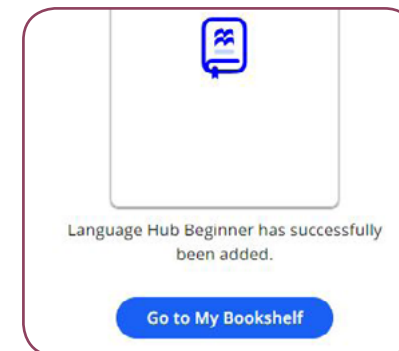 Language Hub Beginner has successfully
been added.
Go to My Bookshelf